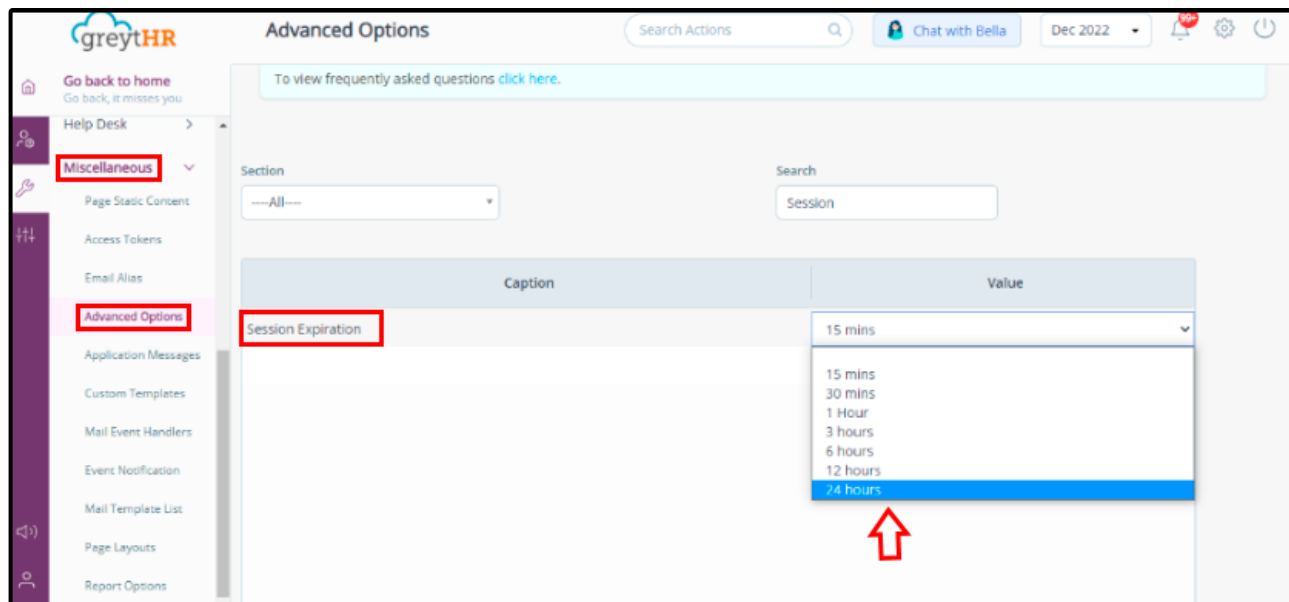 greytHR
Advanced Options
Search Actions
Chat with Bella
Dec 2022
99+
Go back to home
Go back, it misses you
To view frequently asked questions click here.
Help Desk
Miscellaneous
Page Static Content
Access Tokens
Email Alias
Advanced Options
Application Messages
Custom Templates
Mail Event Handlers
Event Notification
Mail Template List
Page Layouts
Report Options
Section
----All----
Search
Session
Caption
Value
Session Expiration
15 mins
15 mins
30 mins
1 Hour
3 hours
6 hours
12 hours
24 hours